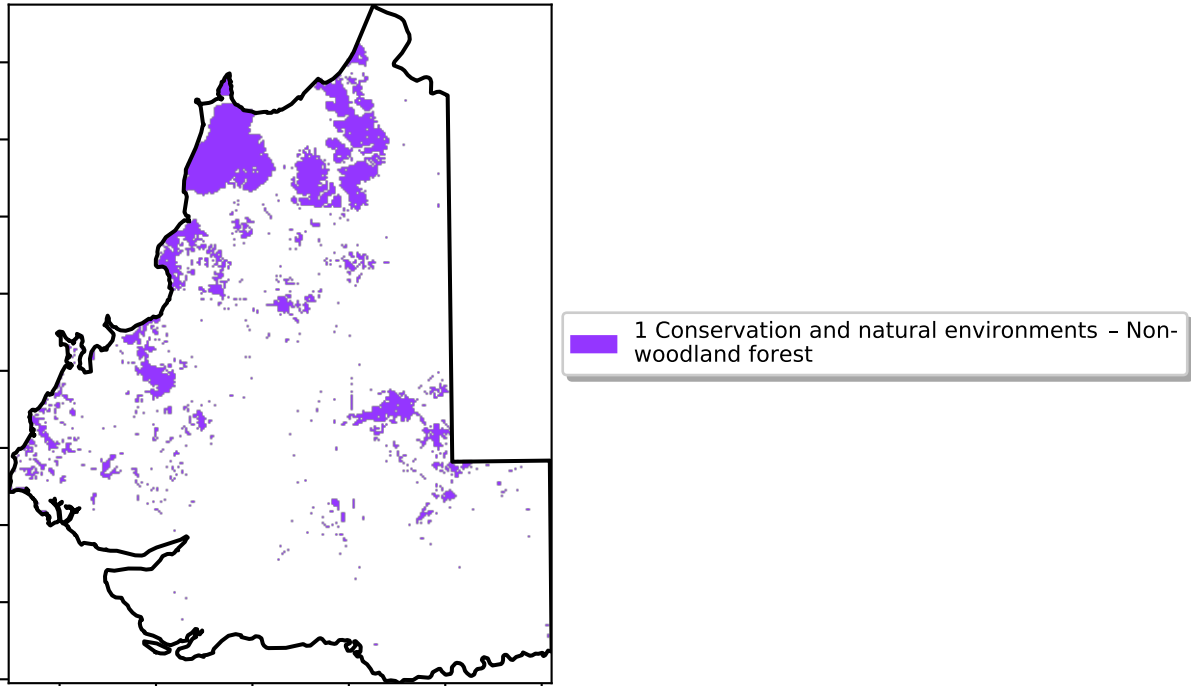 1 Conservation and natural environments – Non-
woodland forest